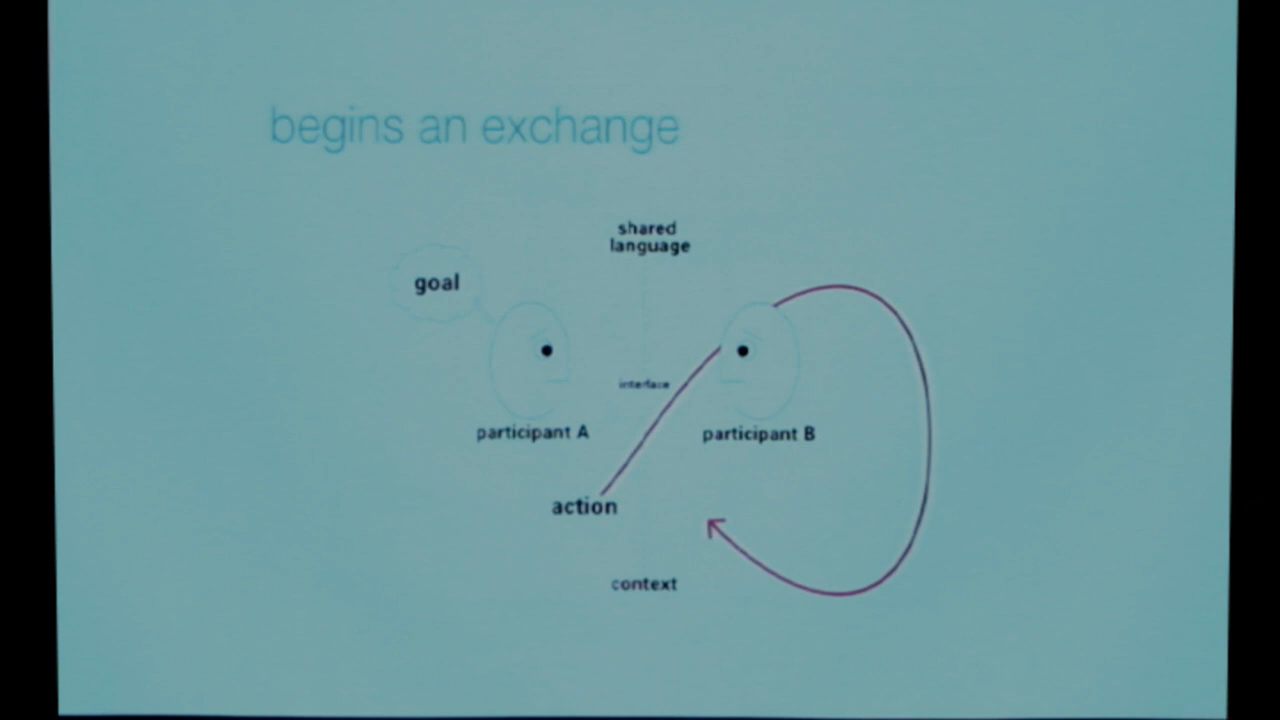 begins an exchange
shared
language
goal
interface
participant A
participant B
action
context